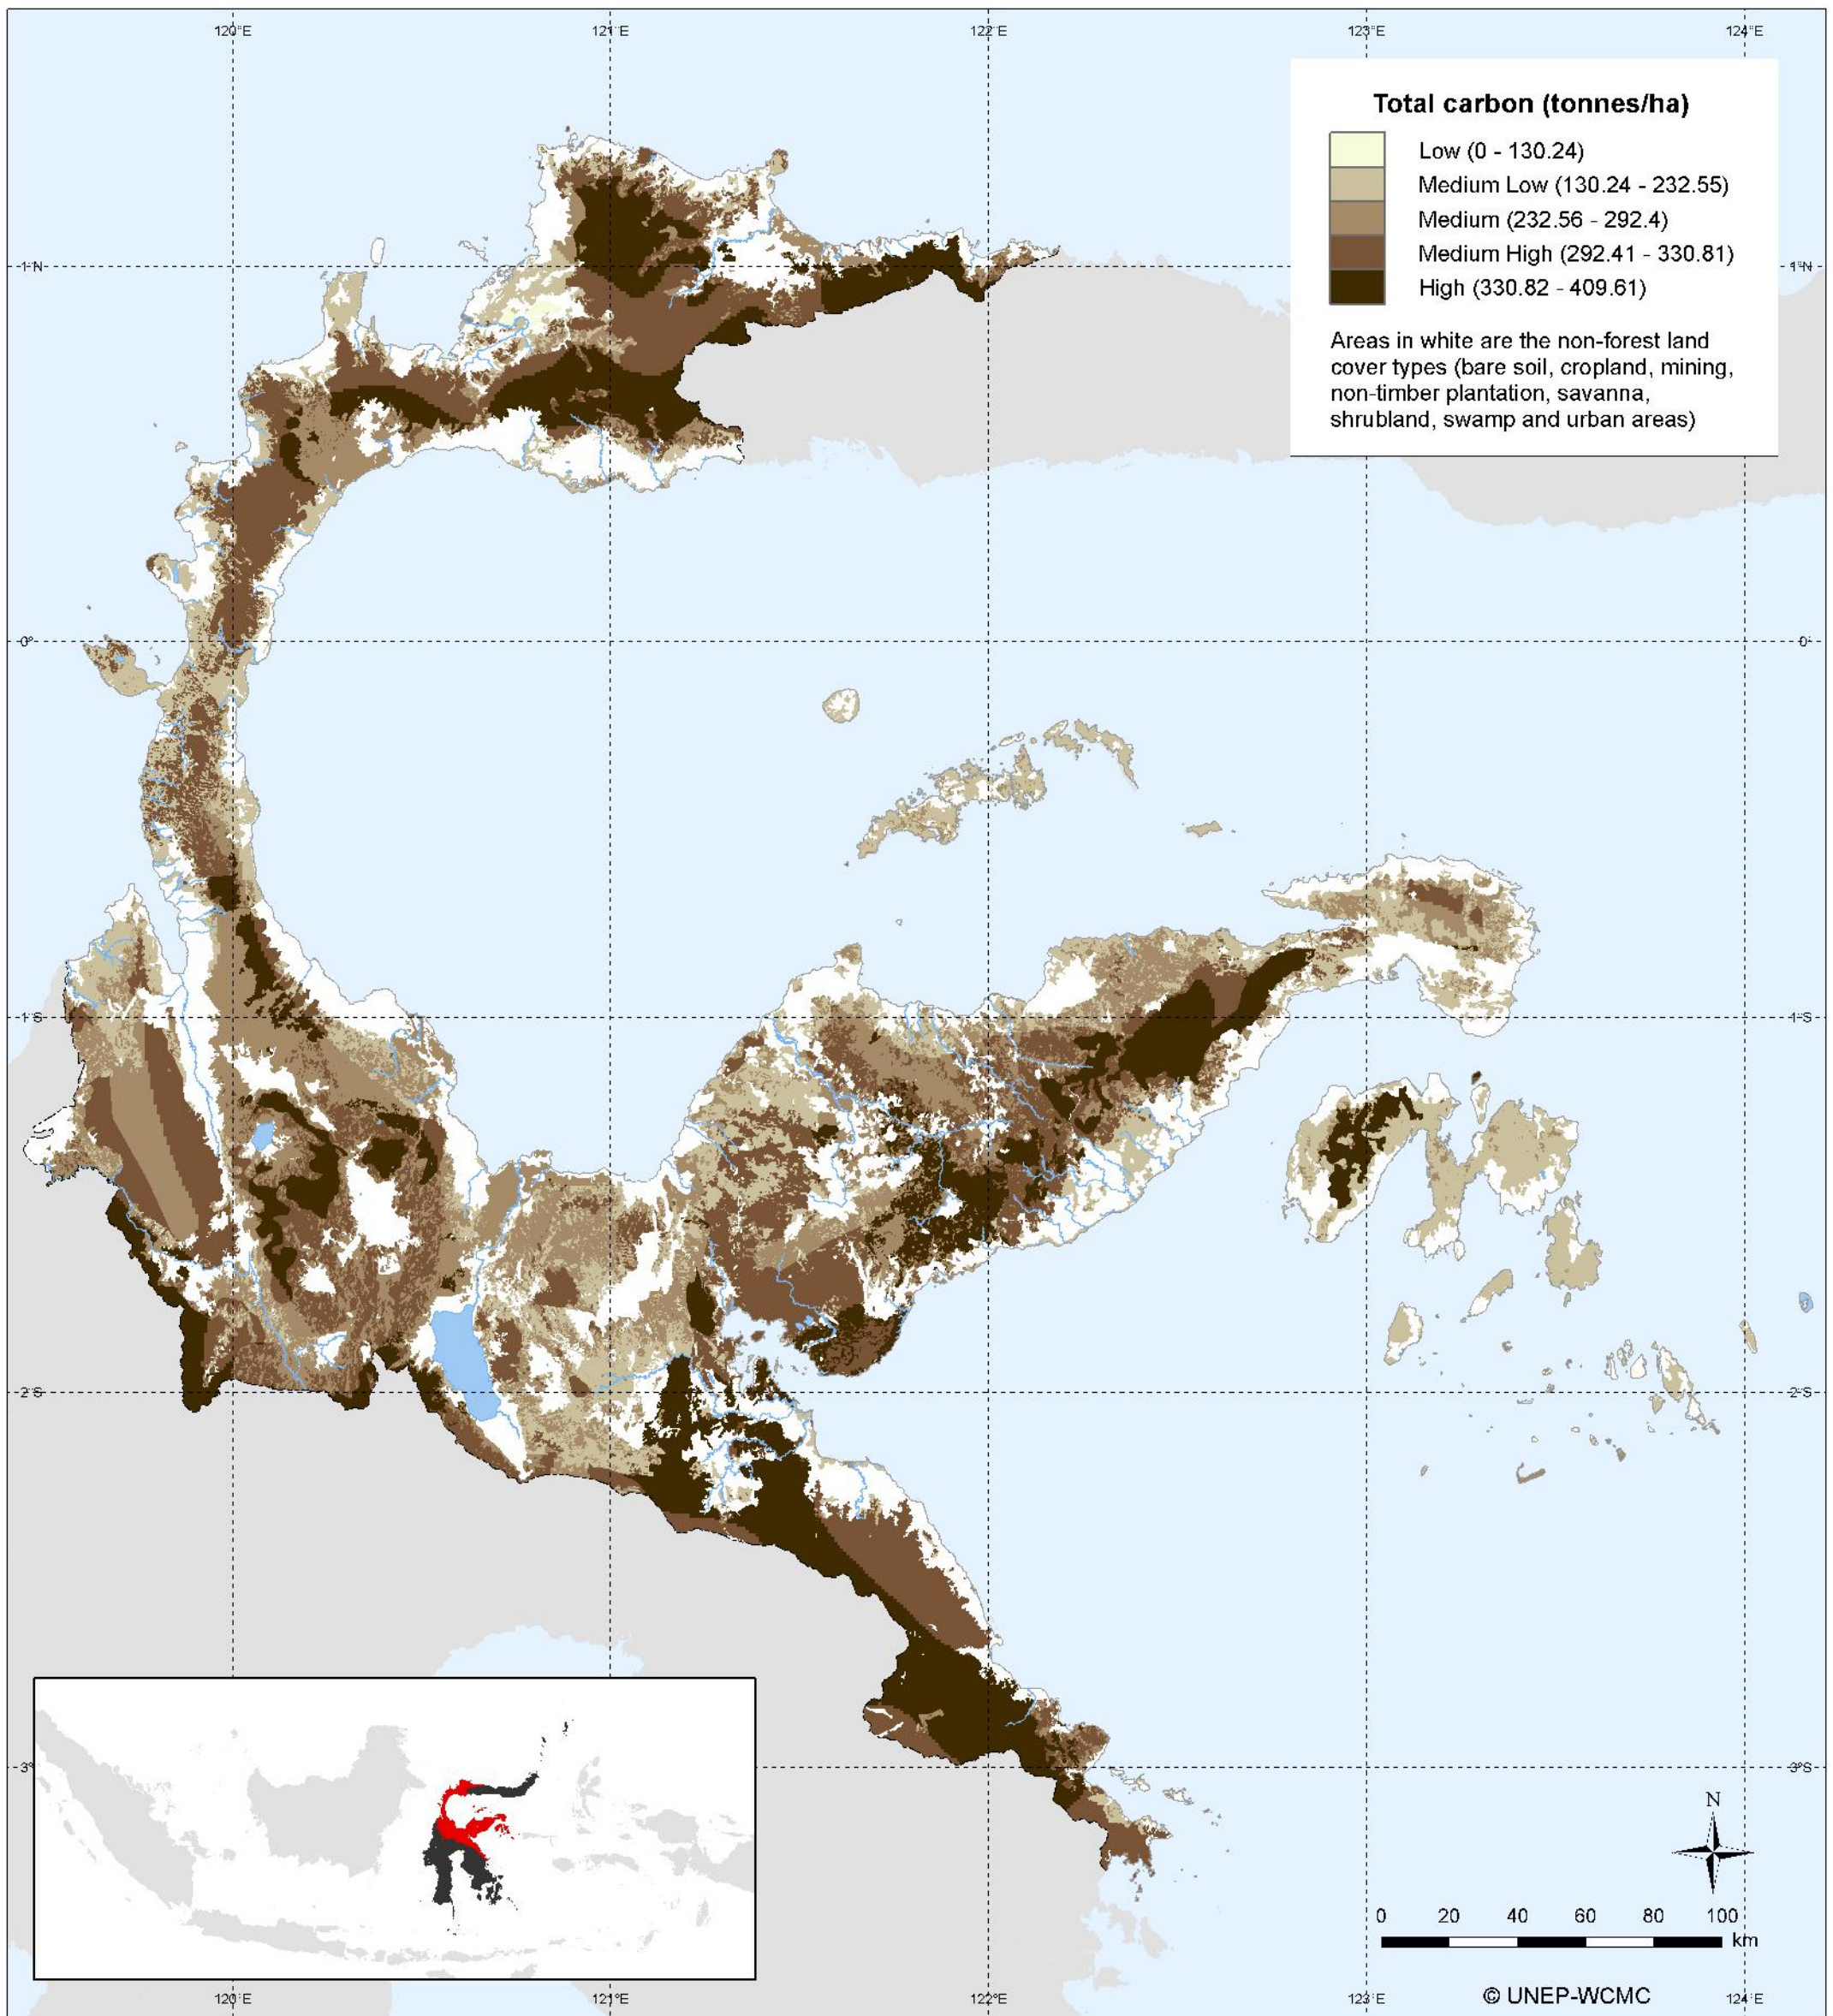 120°E 121°E 122°E 123°E 124°E
Total carbon (tonnes/ha)
Low (0 - 130.24)
Medium Low (130.24 - 232.55)
Medium (232.56 - 292.4)
Medium High (292.41 - 330.81)
High (330.82 - 409.61)
Areas in white are the non-forest land
cover types (bare soil, cropland, mining,
non-timber plantation, savanna,
shrubland, swamp and urban areas)
1°N 1°N
0° 0°
1°S 1°S
2°S 2°S
3° 3°S
N
0 20 40 60 80 100
km
© UNEP-WCMC
120°E 121°E 122°E 123°E 124°E